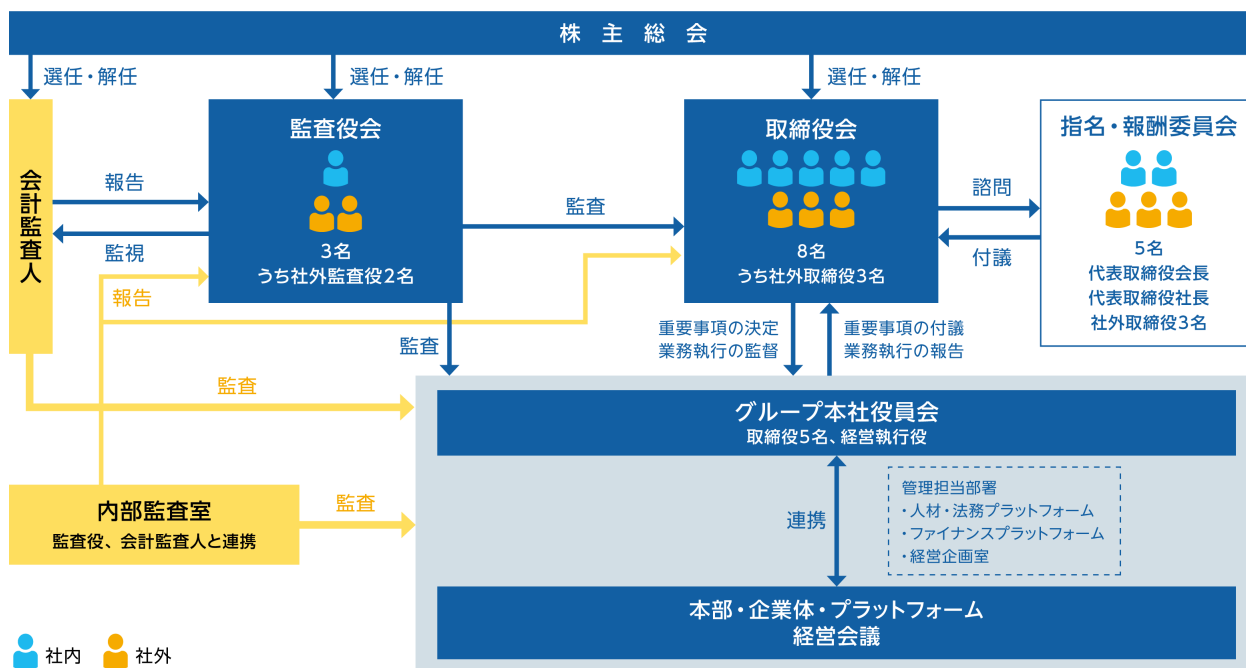 株主総会
選任・解任
選任・解任
選任・解任
会計監査人
報告
監視
報告
監査役会
3名
うち社外監査役2名
監査
取締役会
8名
うち社外取締役3名
諮問
付議
指名・報酬委員会
5名
代表取締役会長
代表取締役社長
社外取締役3名
監査
重要事項の決定
業務執行の監督
重要事項の付議
業務執行の報告
監査
グループ本社役員会
取締役5名、経営執行役
内部監査室
監査役、会計監査人と連携
監査
連携
管理担当部署
・人材・法務プラットフォーム
・ファイナンスプラットフォーム
・経営企画室
本部・企業体・プラットフォーム
経営会議
社内
社外